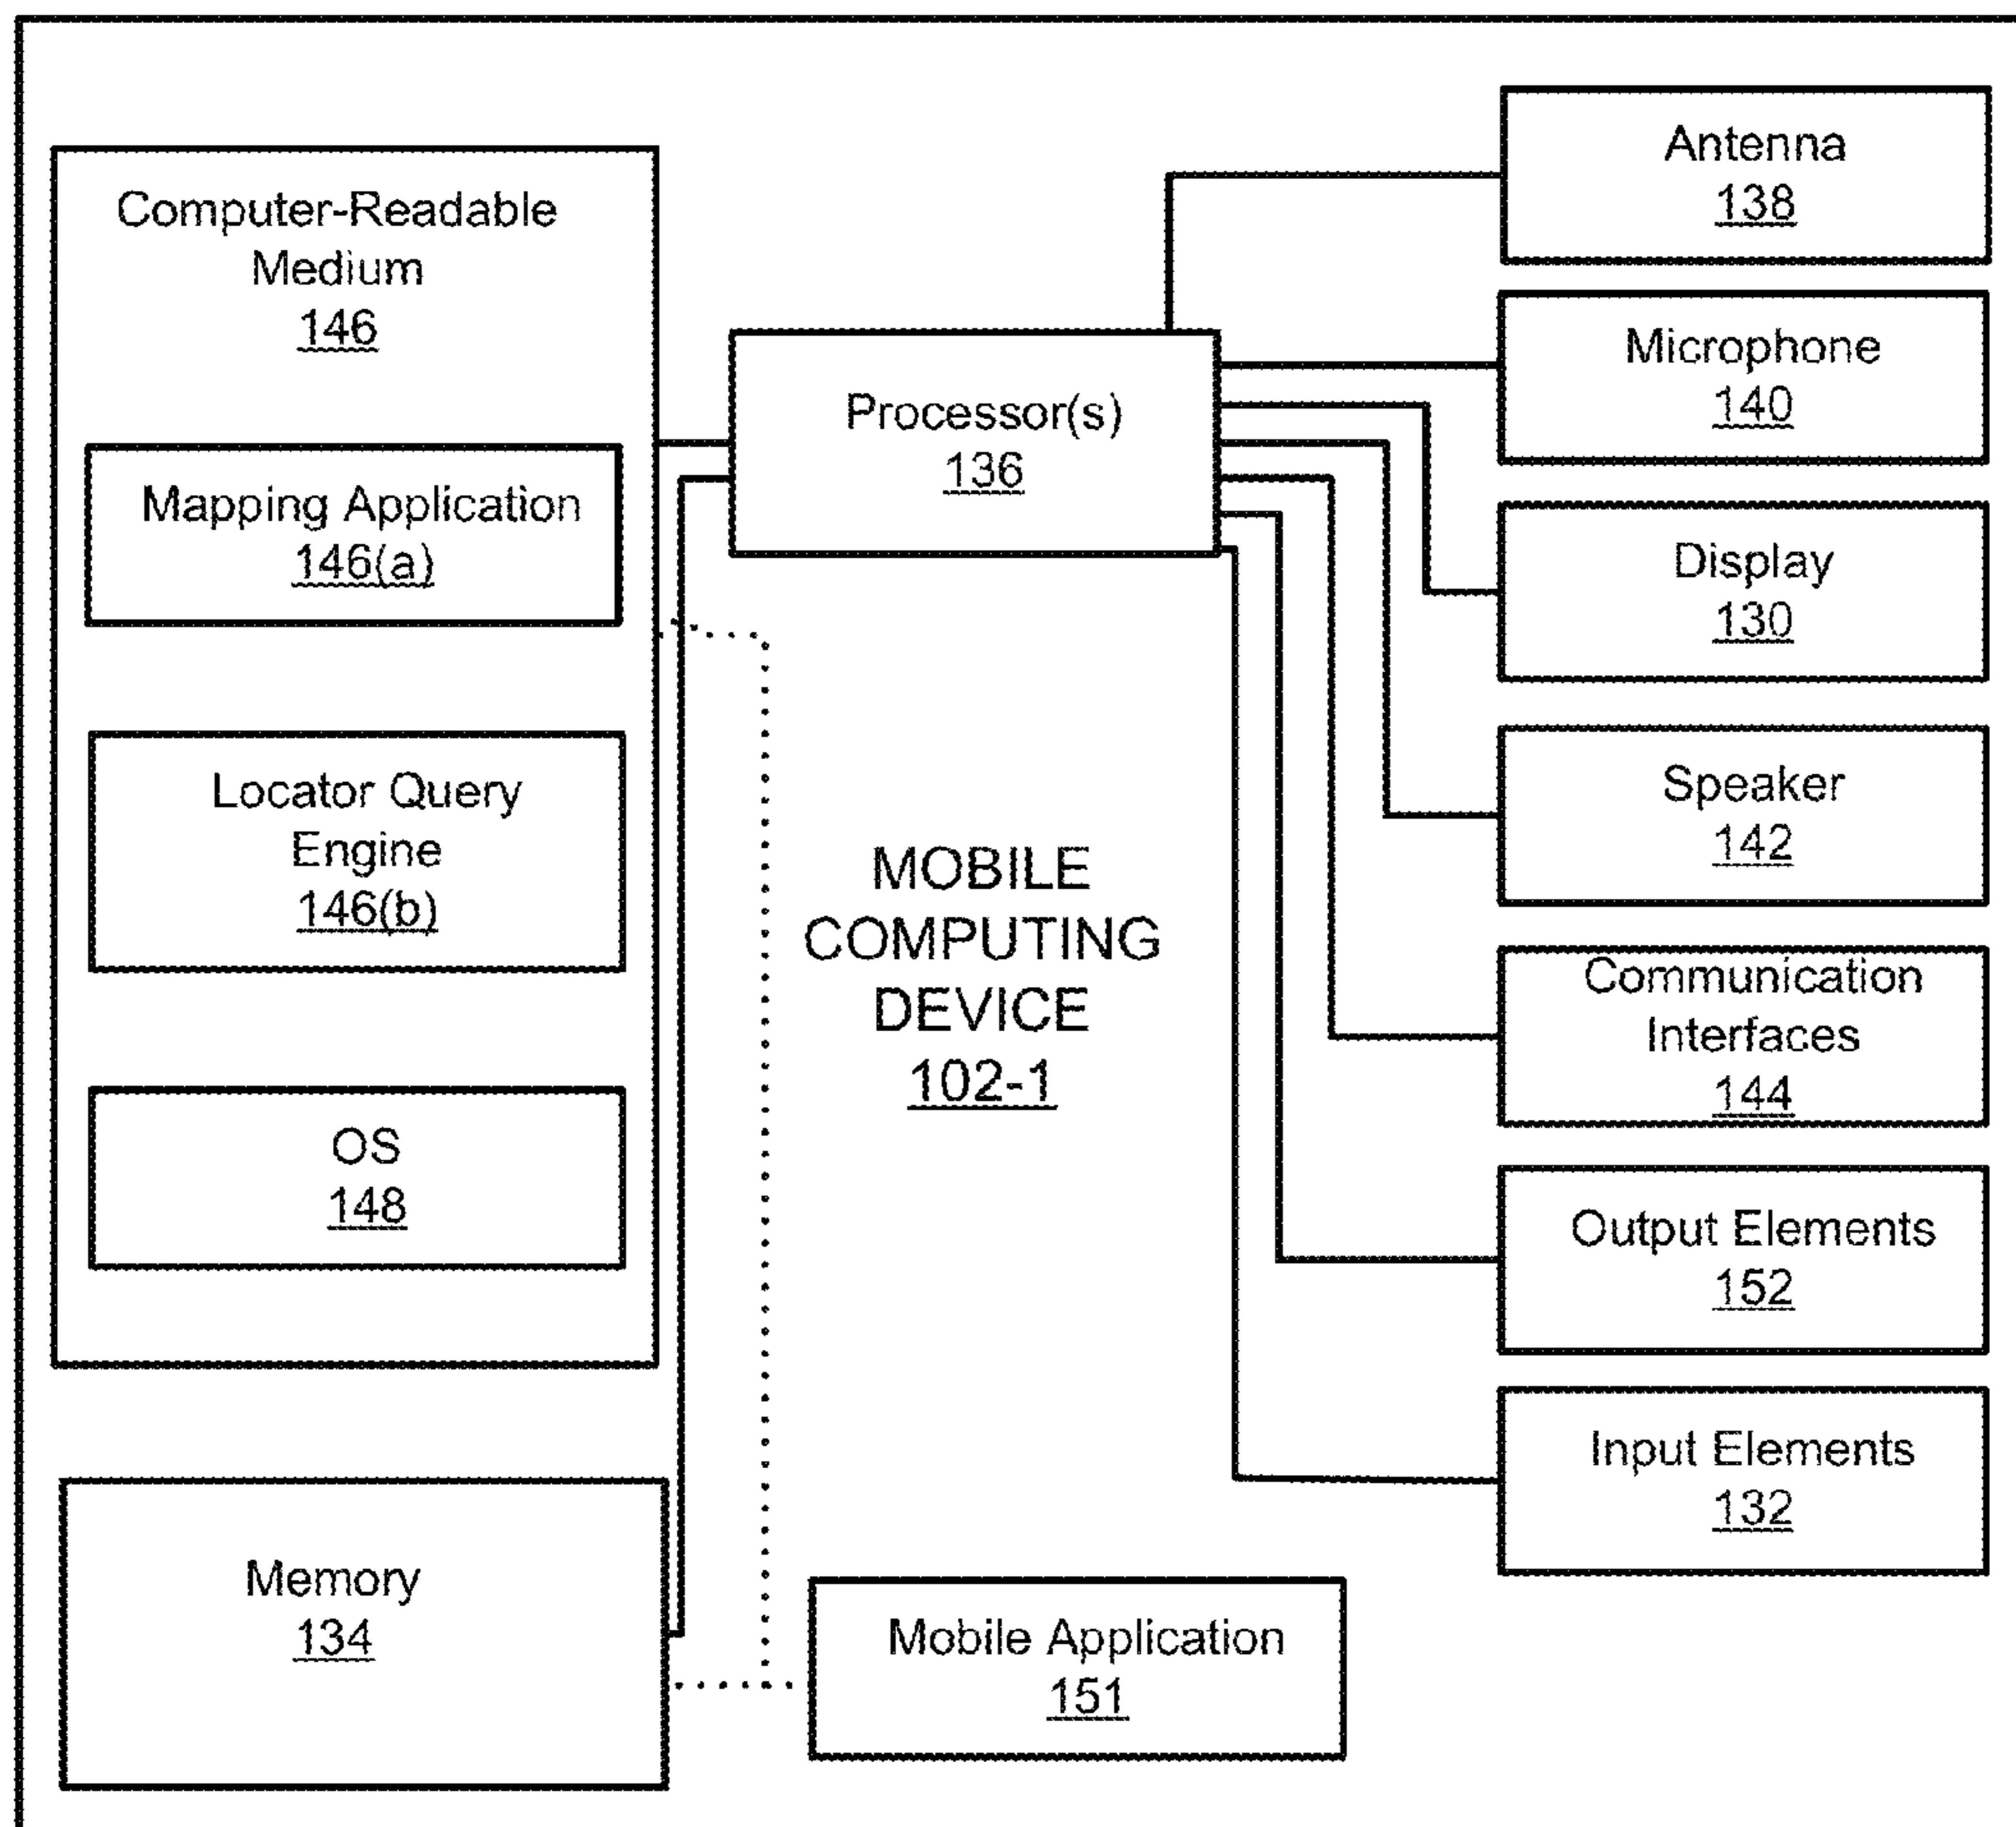 Computer-Readable
Medium
146
Mapping Application
146(a)
Locator Query
Engine
146(b)
OS
148
Memory
134
Processor(s)
136
MOBILE
COMPUTING
DEVICE
102-1
Mobile Application
151
Antenna
138
Microphone
140
Display
130
Speaker
142
Communication
Interfaces
144
Output Elements
152
Input Elements
132